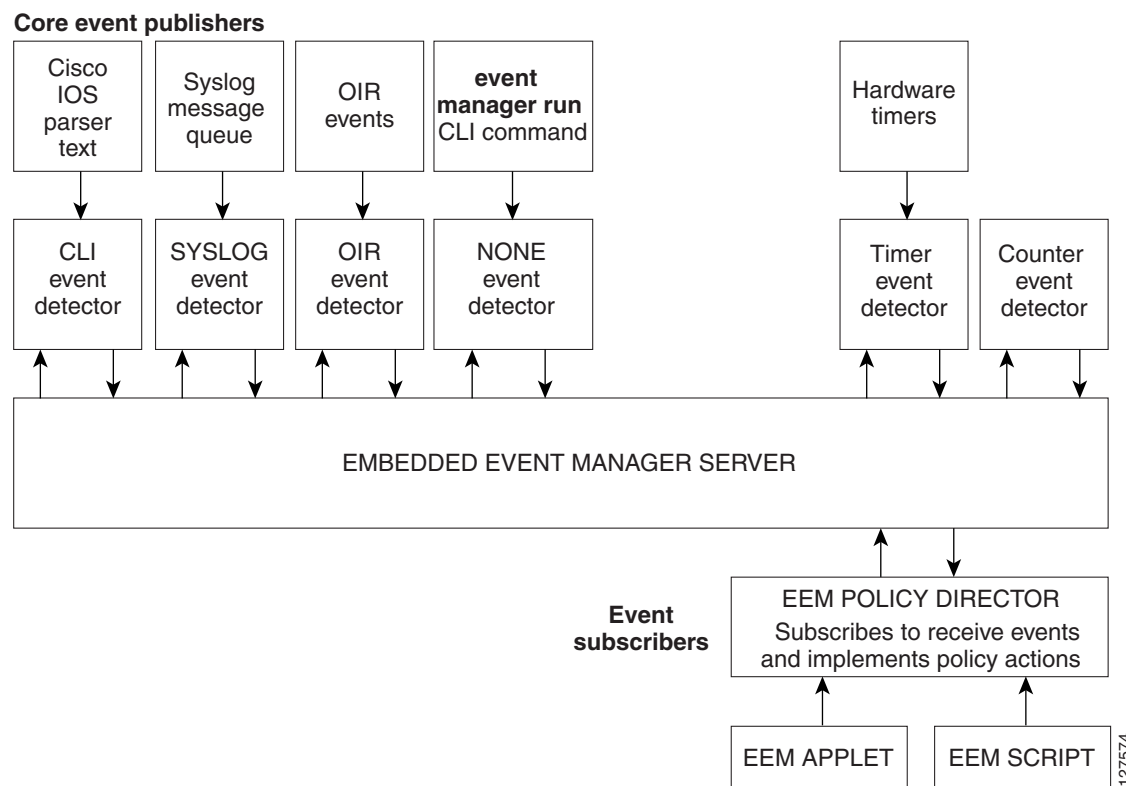 Core event publishers
Cisco
IOS
parser
text
Syslog
message
queue
OIR
events
event
manager run
CLI command
Hardware
timers
CLI
event
detector
SYSLOG
event
detector
OIR
event
detector
NONE
event
detector
Timer
event
detector
Counter
event
detector
EMBEDDED EVENT MANAGER SERVER
Event
subscribers
EEM POLICY DIRECTOR
Subscribes to receive events
and implements policy actions
EEM APPLET
EEM SCRIPT
127574